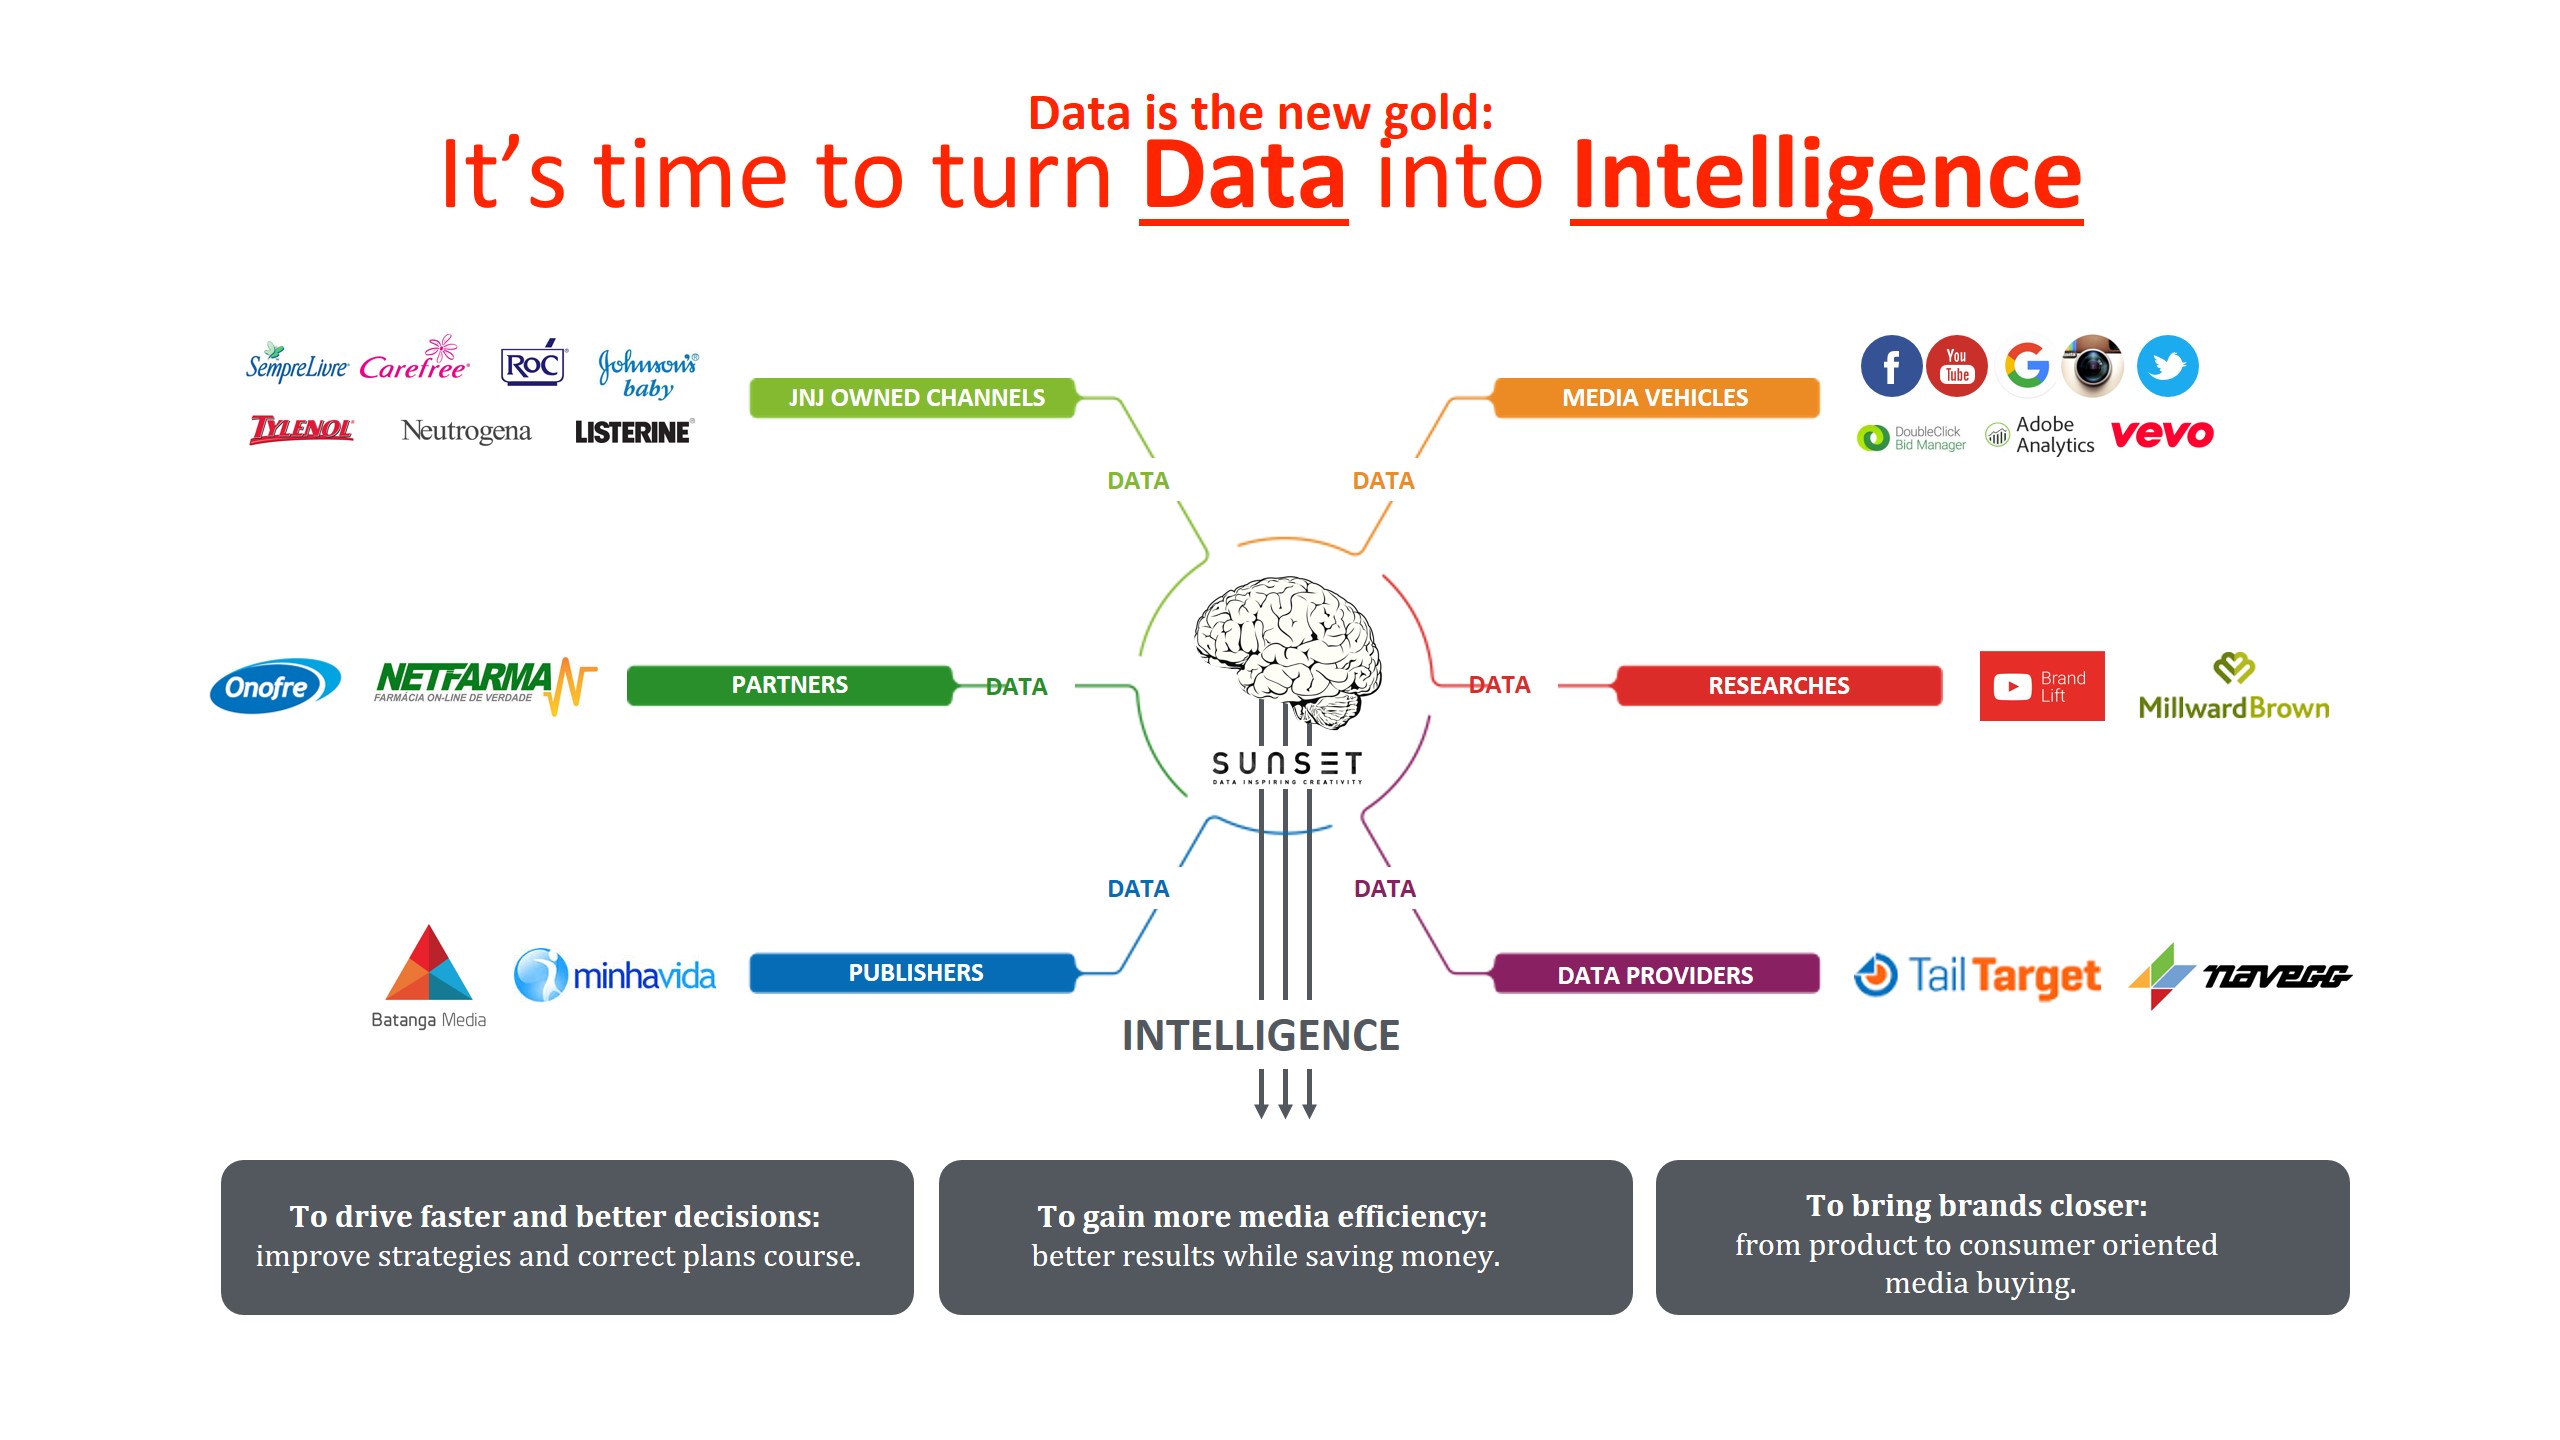 Data is the new gold:
It's time to turn Data into Intelligence
SempreLivre Carefree RoC Johnson's baby
TYLENOL Neutrogena LISTERINE
JNJ OWNED CHANNELS
DATA
MEDIA VEHICLES
DATA
f You Tube G
DoubleClick Bid Manager Adobe Analytics vevo
Onofre
NETFARMA
FARMÁCIA ON-LINE DE VERDADE
PARTNERS
DATA
SUNSET
DATA INSPIRING CREATIVITY
DATA
RESEARCHES
Brand Lift
MillwardBrown
Batanga Media
minhavida
PUBLISHERS
DATA
DATA
DATA PROVIDERS
Tail Target
navegg
INTELLIGENCE
To drive faster and better decisions:
improve strategies and correct plans course.
To gain more media efficiency:
better results while saving money.
To bring brands closer:
from product to consumer oriented
media buying.